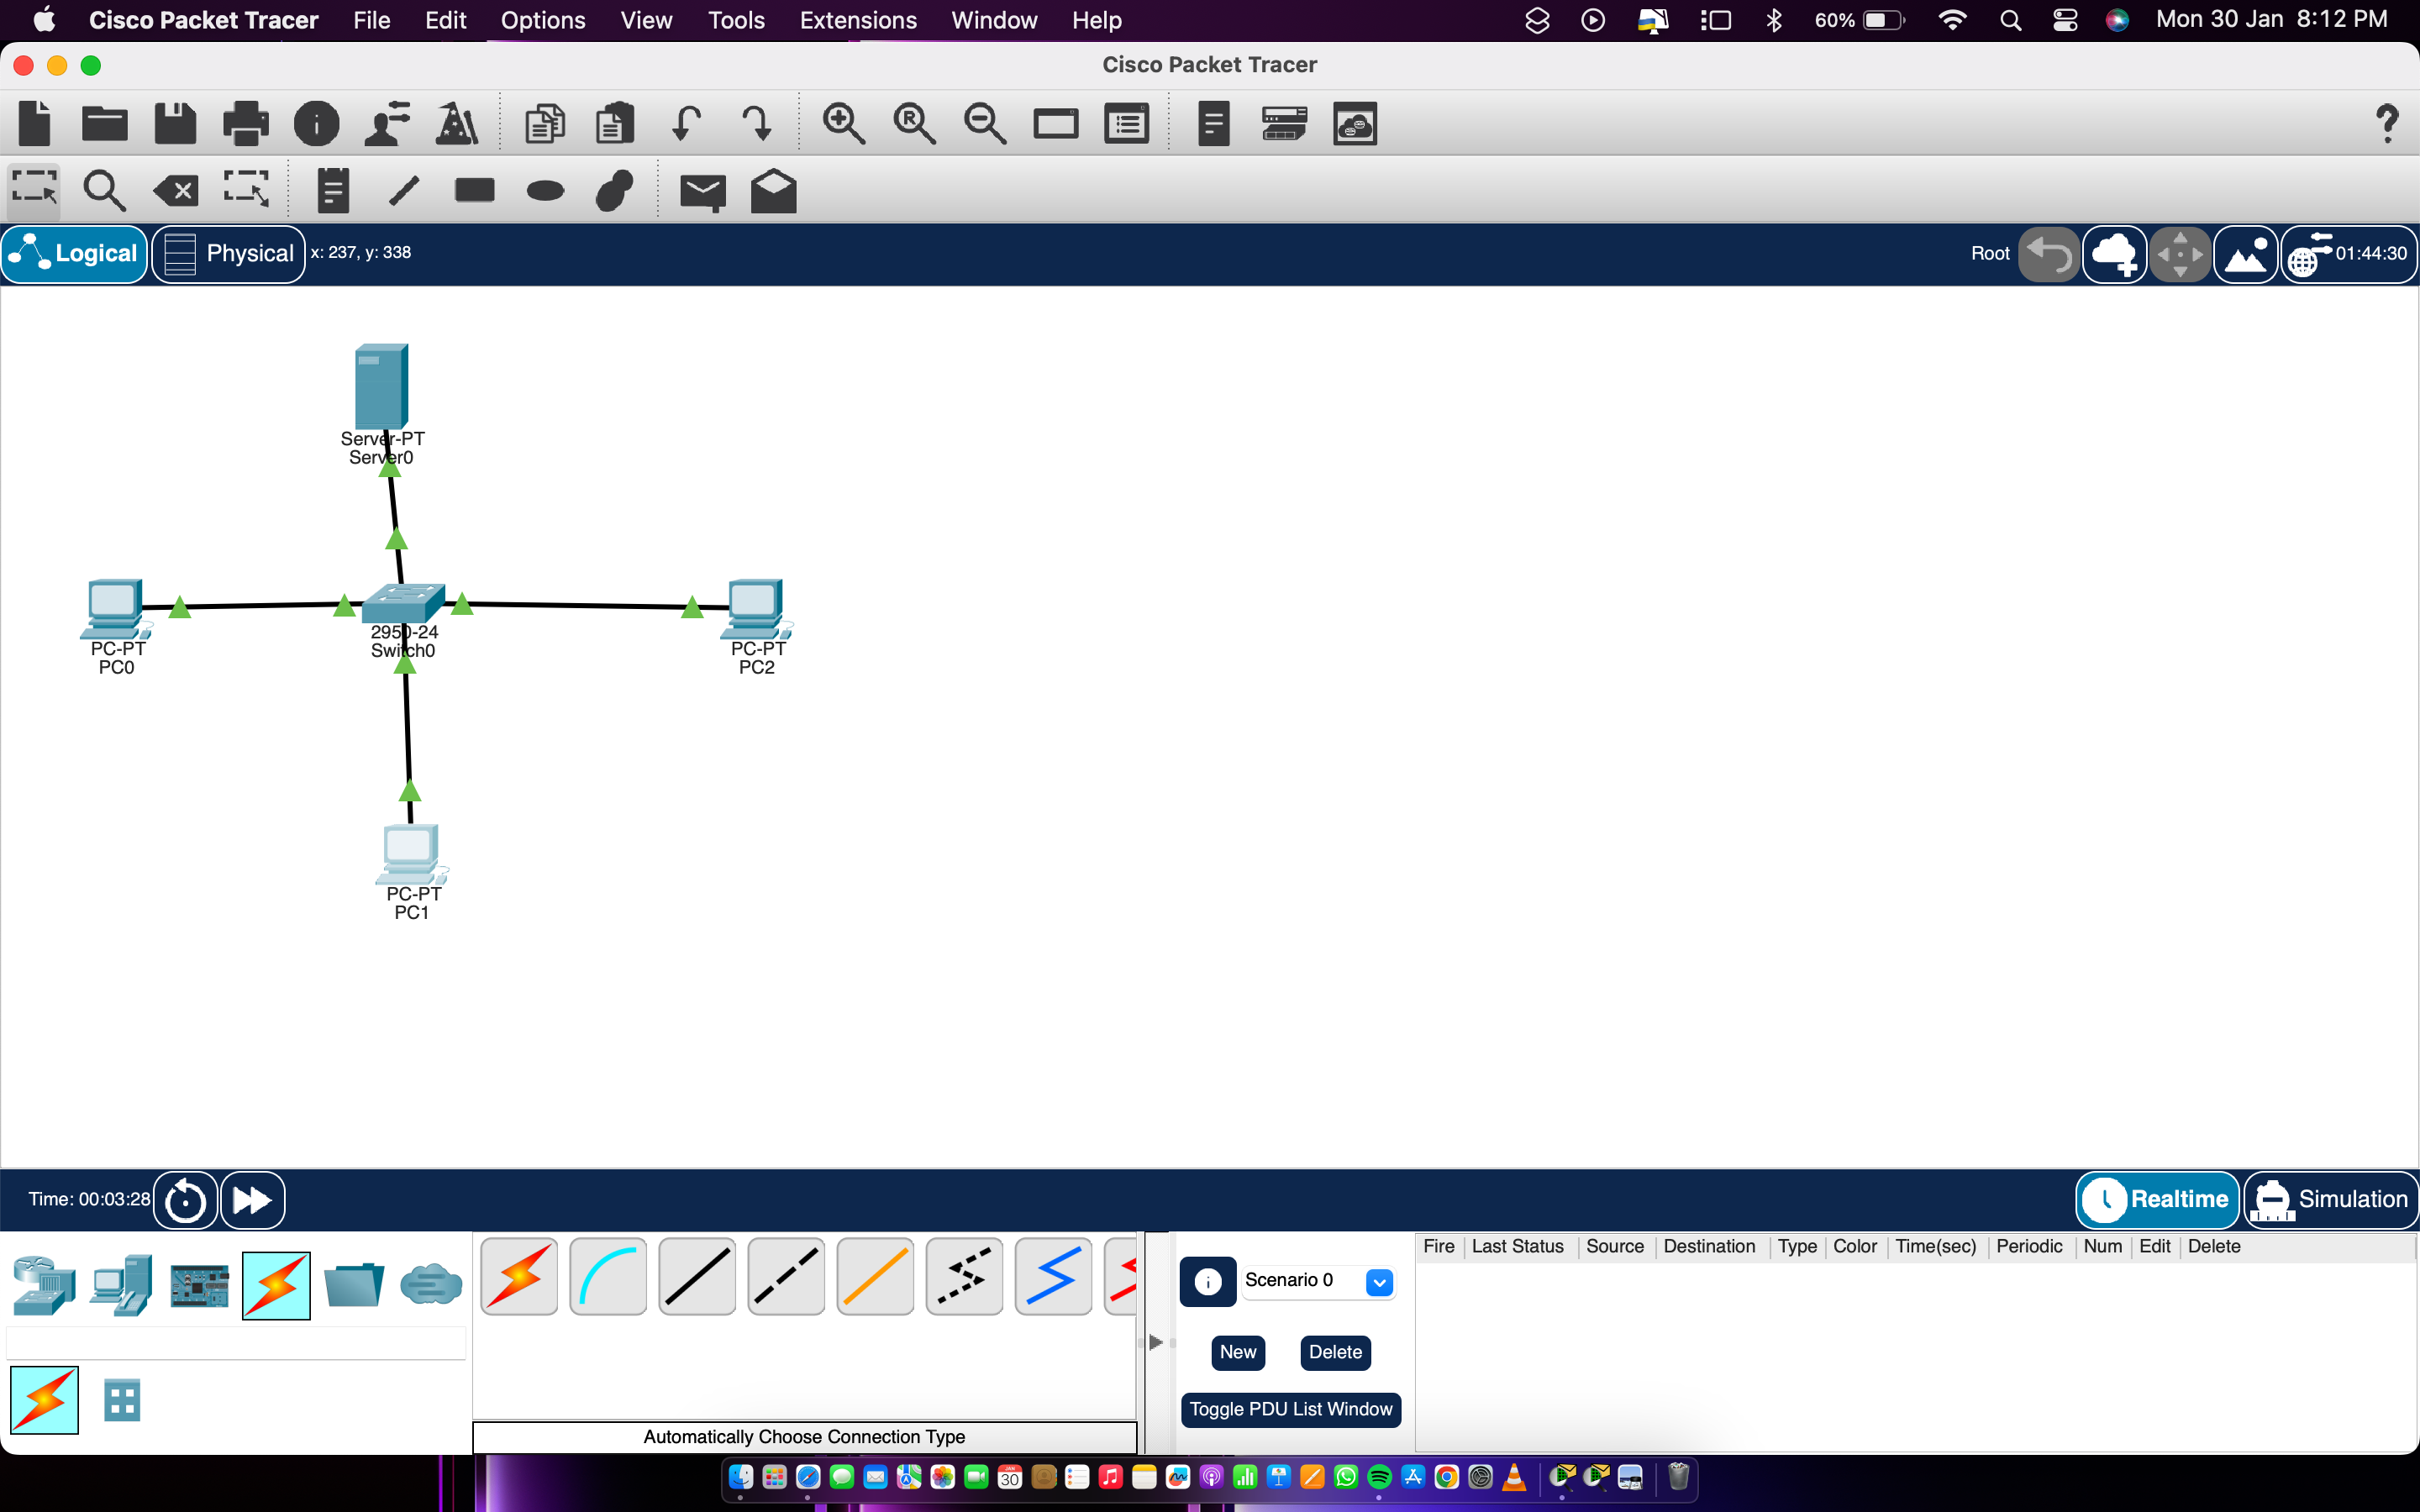 Cisco Packet Tracer File Edit Options View Tools Extensions Window Help 60% Mon 30 Jan 8:12 PM
Cisco Packet Tracer
Logical Physical x: 237, y: 338 Root 01:44:30
Server-PT
Server0
2950-24
Switch0
PC-PT
PC0
PC-PT
PC2
PC-PT
PC1
Time: 00:03:28 Realtime Simulation
Fire Last Status Source Destination Type Color Time(sec) Periodic Num Edit Delete
Scenario 0
New Delete
Toggle PDU List Window
Automatically Choose Connection Type
JAN
30